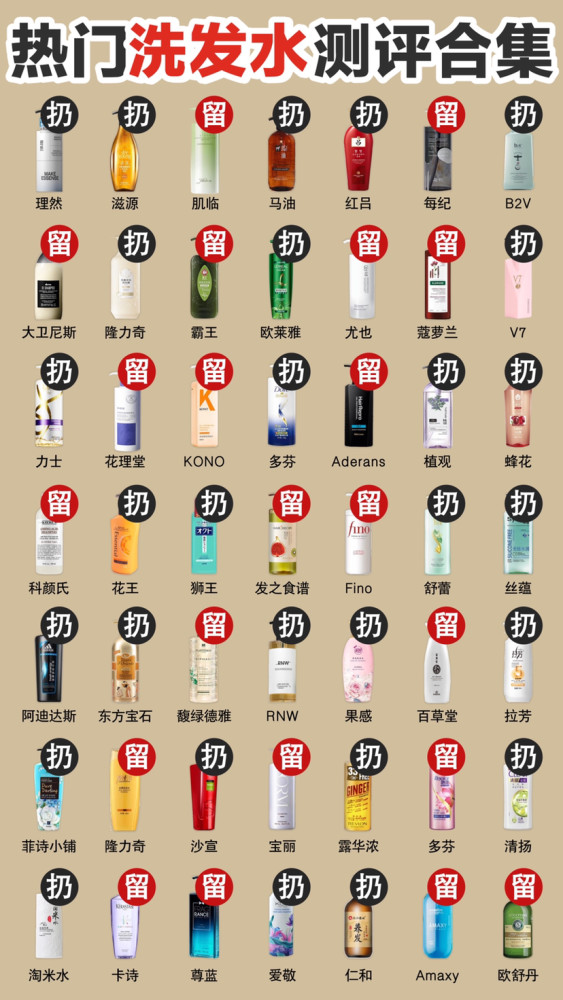 热门洗发水测评合集
扔 扔 留 扔 扔 留 扔
理然 滋源 肌临 马油 红吕 每纪 B2V
留 扔 留 扔 留 留 扔
V7
大卫尼斯 隆力奇 霸王 欧莱雅 尤也 蔻萝兰 V7
扔 留 留 扔 留 扔 扔
力士 花理堂 KONO 多芬 Aderans 植观 蜂花
留 扔 扔 留 留 扔 扔
fino
科颜氏 花王 狮王 发之食谱 Fino 舒蕾 丝蕴
扔 扔 留 扔 扔 留 扔
RNW
阿迪达斯 东方宝石 馥绿德雅 RNW 果感 百草堂 拉芳
扔 留 扔 留 扔 留 扔
GINGER
菲诗小铺 隆力奇 沙宣 宝丽 露华浓 多芬 清扬
扔 留 留 扔 扔 留 留
淘米水 卡诗 尊蓝 爱敬 仁和 Amaxy 欧舒丹